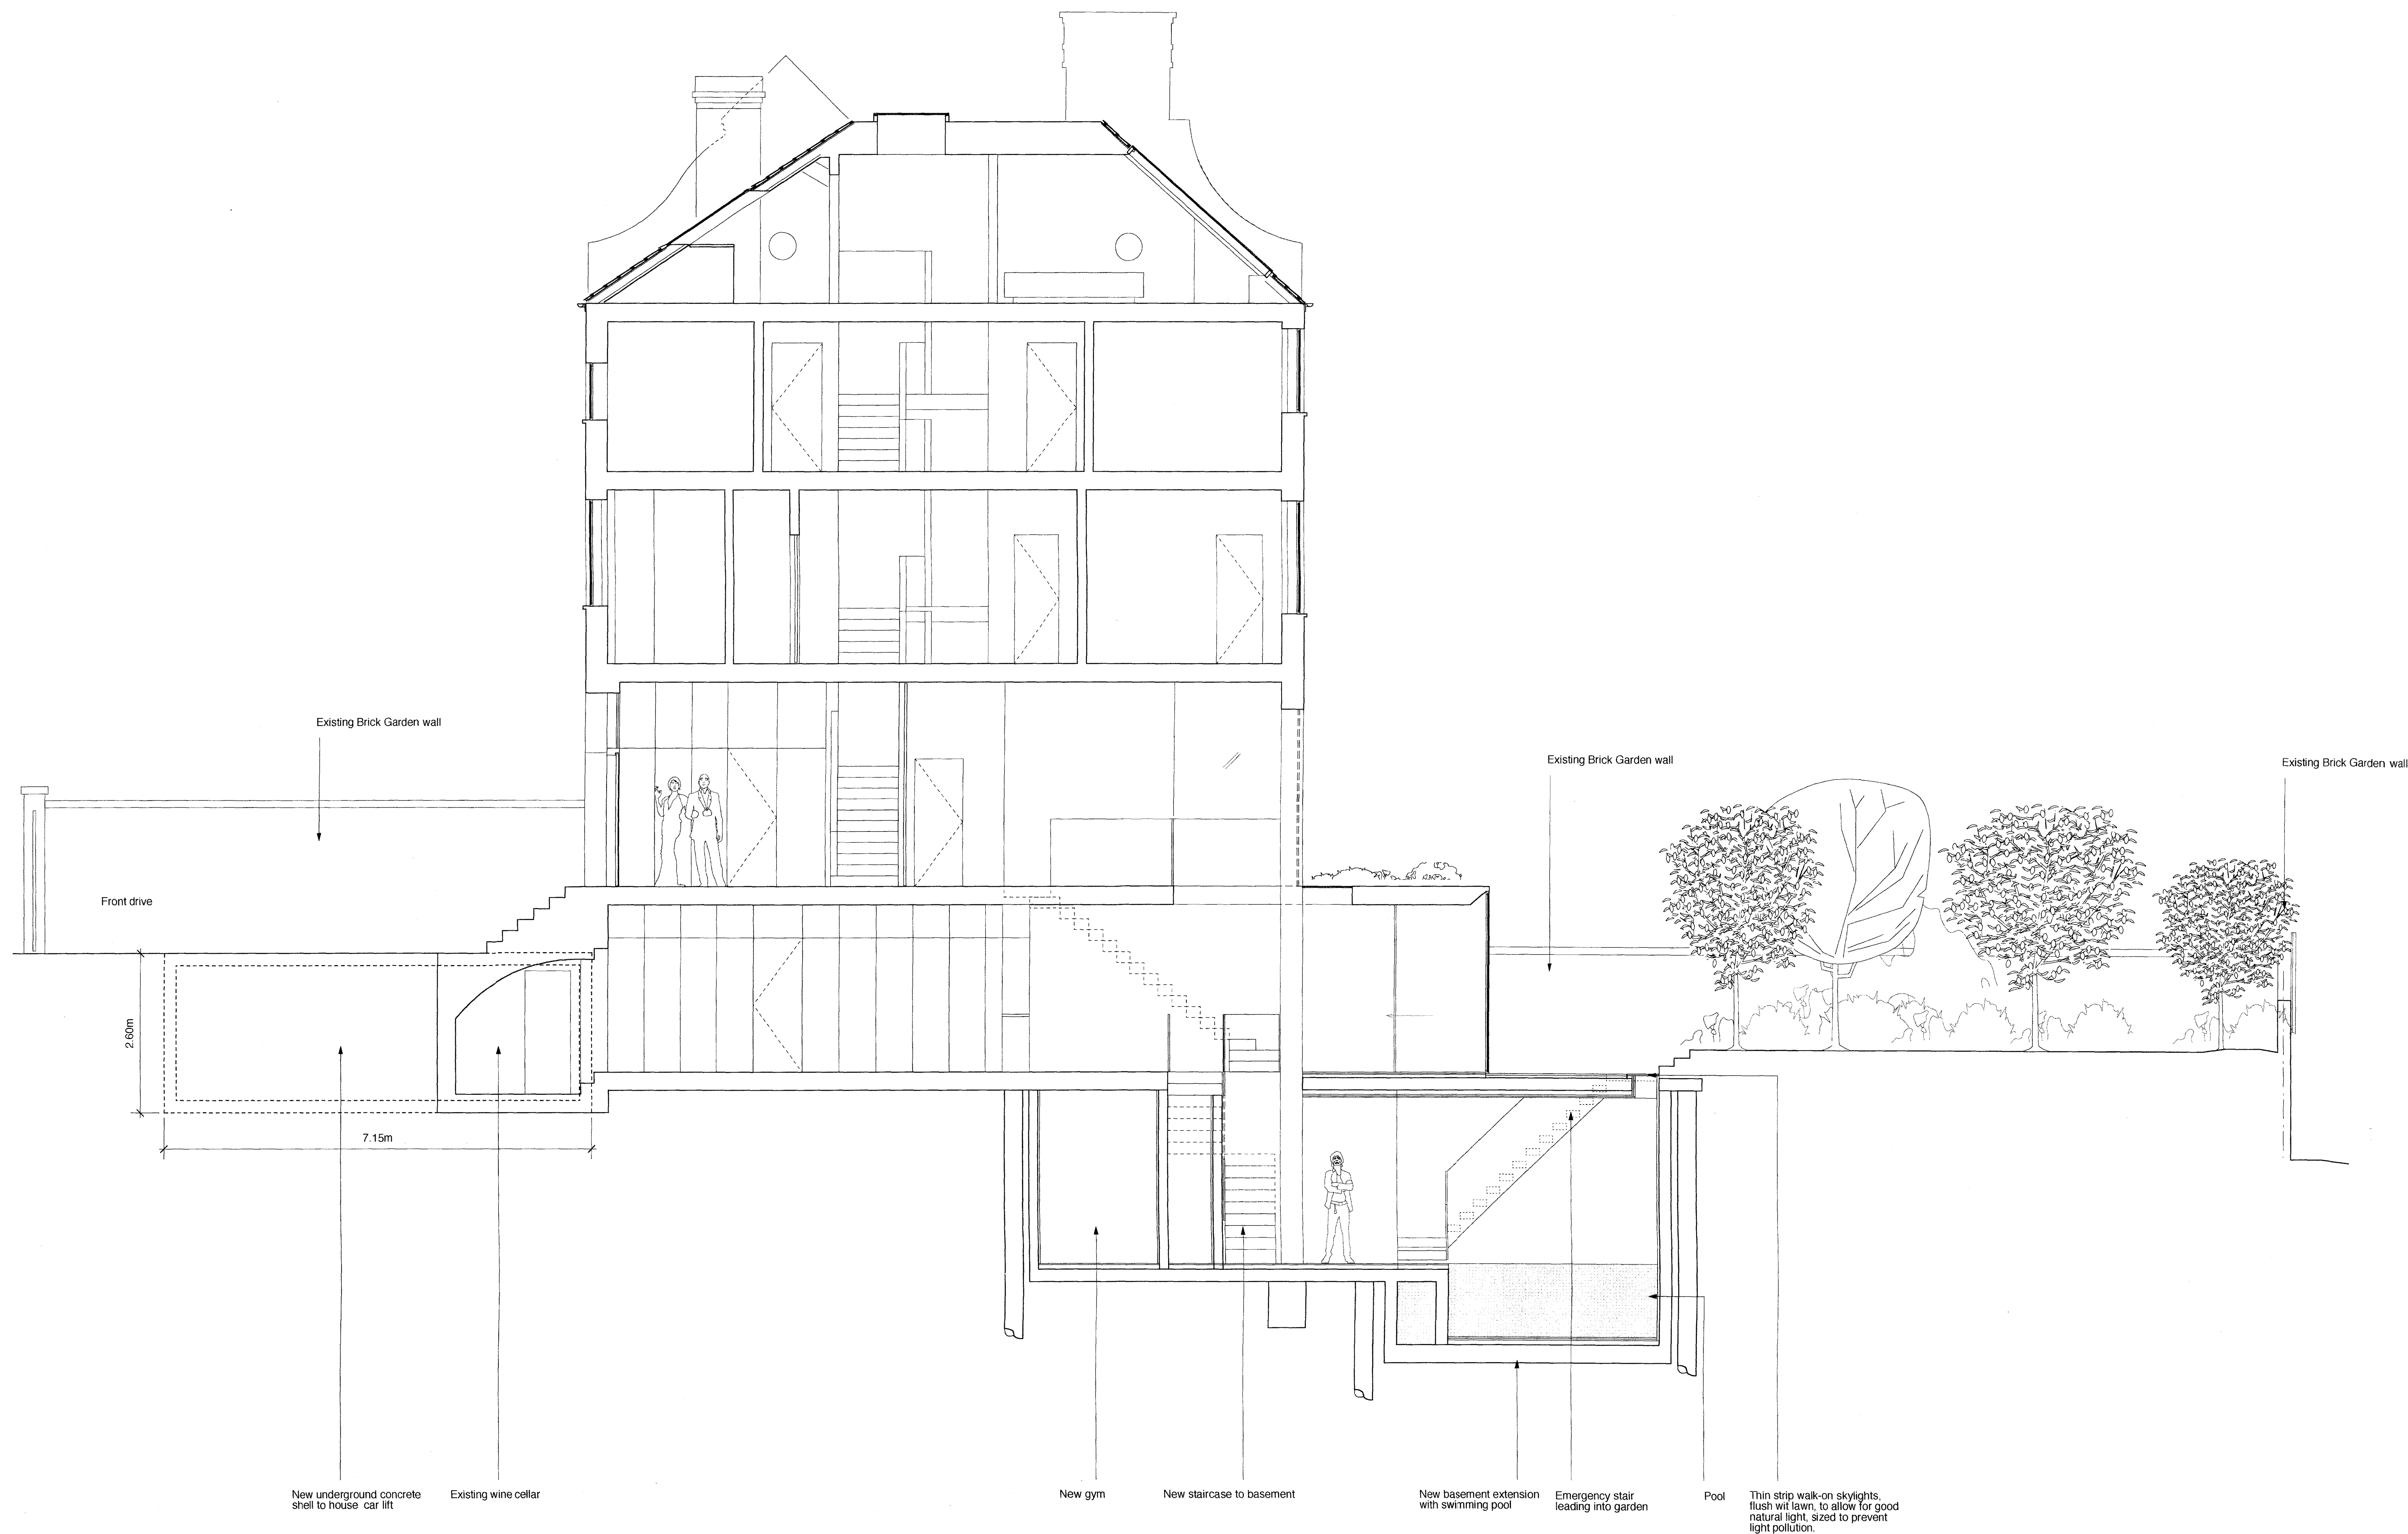 Existing Brick Garden wall
Existing Brick Garden wall
Existing Brick Garden wall
Front drive
2.60m
7.15m
New underground concrete
shell to house car lift
Existing wine cellar
New gym
New staircase to basement
New basement extension
with swimming pool
Emergency stair
leading into garden
Pool
Thin strip walk-on skylights,
flush wit lawn, to allow for good
natural light, sized to prevent
light pollution.